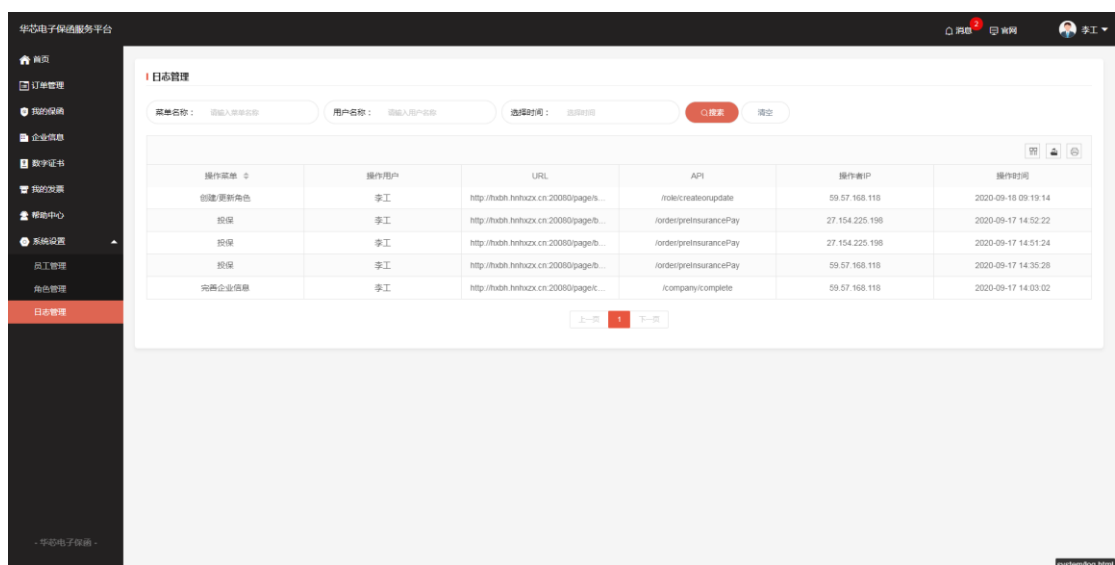 华芯电子保函服务平台
消息 2 官网 李工
首页
订单管理
我的保函
企业信息
数字证书
我的发票
帮助中心
系统设置
员工管理
角色管理
日志管理
- 华芯电子保函 -
日志管理
菜单名称： 请输入菜单名称 用户名称： 请输入用户名称 选择时间： 选择时间 搜索 清空
操作菜单 操作用户 URL API 操作者IP 操作时间
创建/更新角色 李工 http://hxbh.hnhxzx.cn:20080/page/s... /role/createorupdate 59.57.168.118 2020-09-18 09:19:14
投保 李工 http://hxbh.hnhxzx.cn:20080/page/b... /order/preInsurancePay 27.154.225.198 2020-09-17 14:52:22
投保 李工 http://hxbh.hnhxzx.cn:20080/page/b... /order/preInsurancePay 27.154.225.198 2020-09-17 14:51:24
投保 李工 http://hxbh.hnhxzx.cn:20080/page/b... /order/preInsurancePay 59.57.168.118 2020-09-17 14:35:28
完善企业信息 李工 http://hxbh.hnhxzx.cn:20080/page/c... /company/complete 59.57.168.118 2020-09-17 14:03:02
上一页 1 下一页
system/log.html